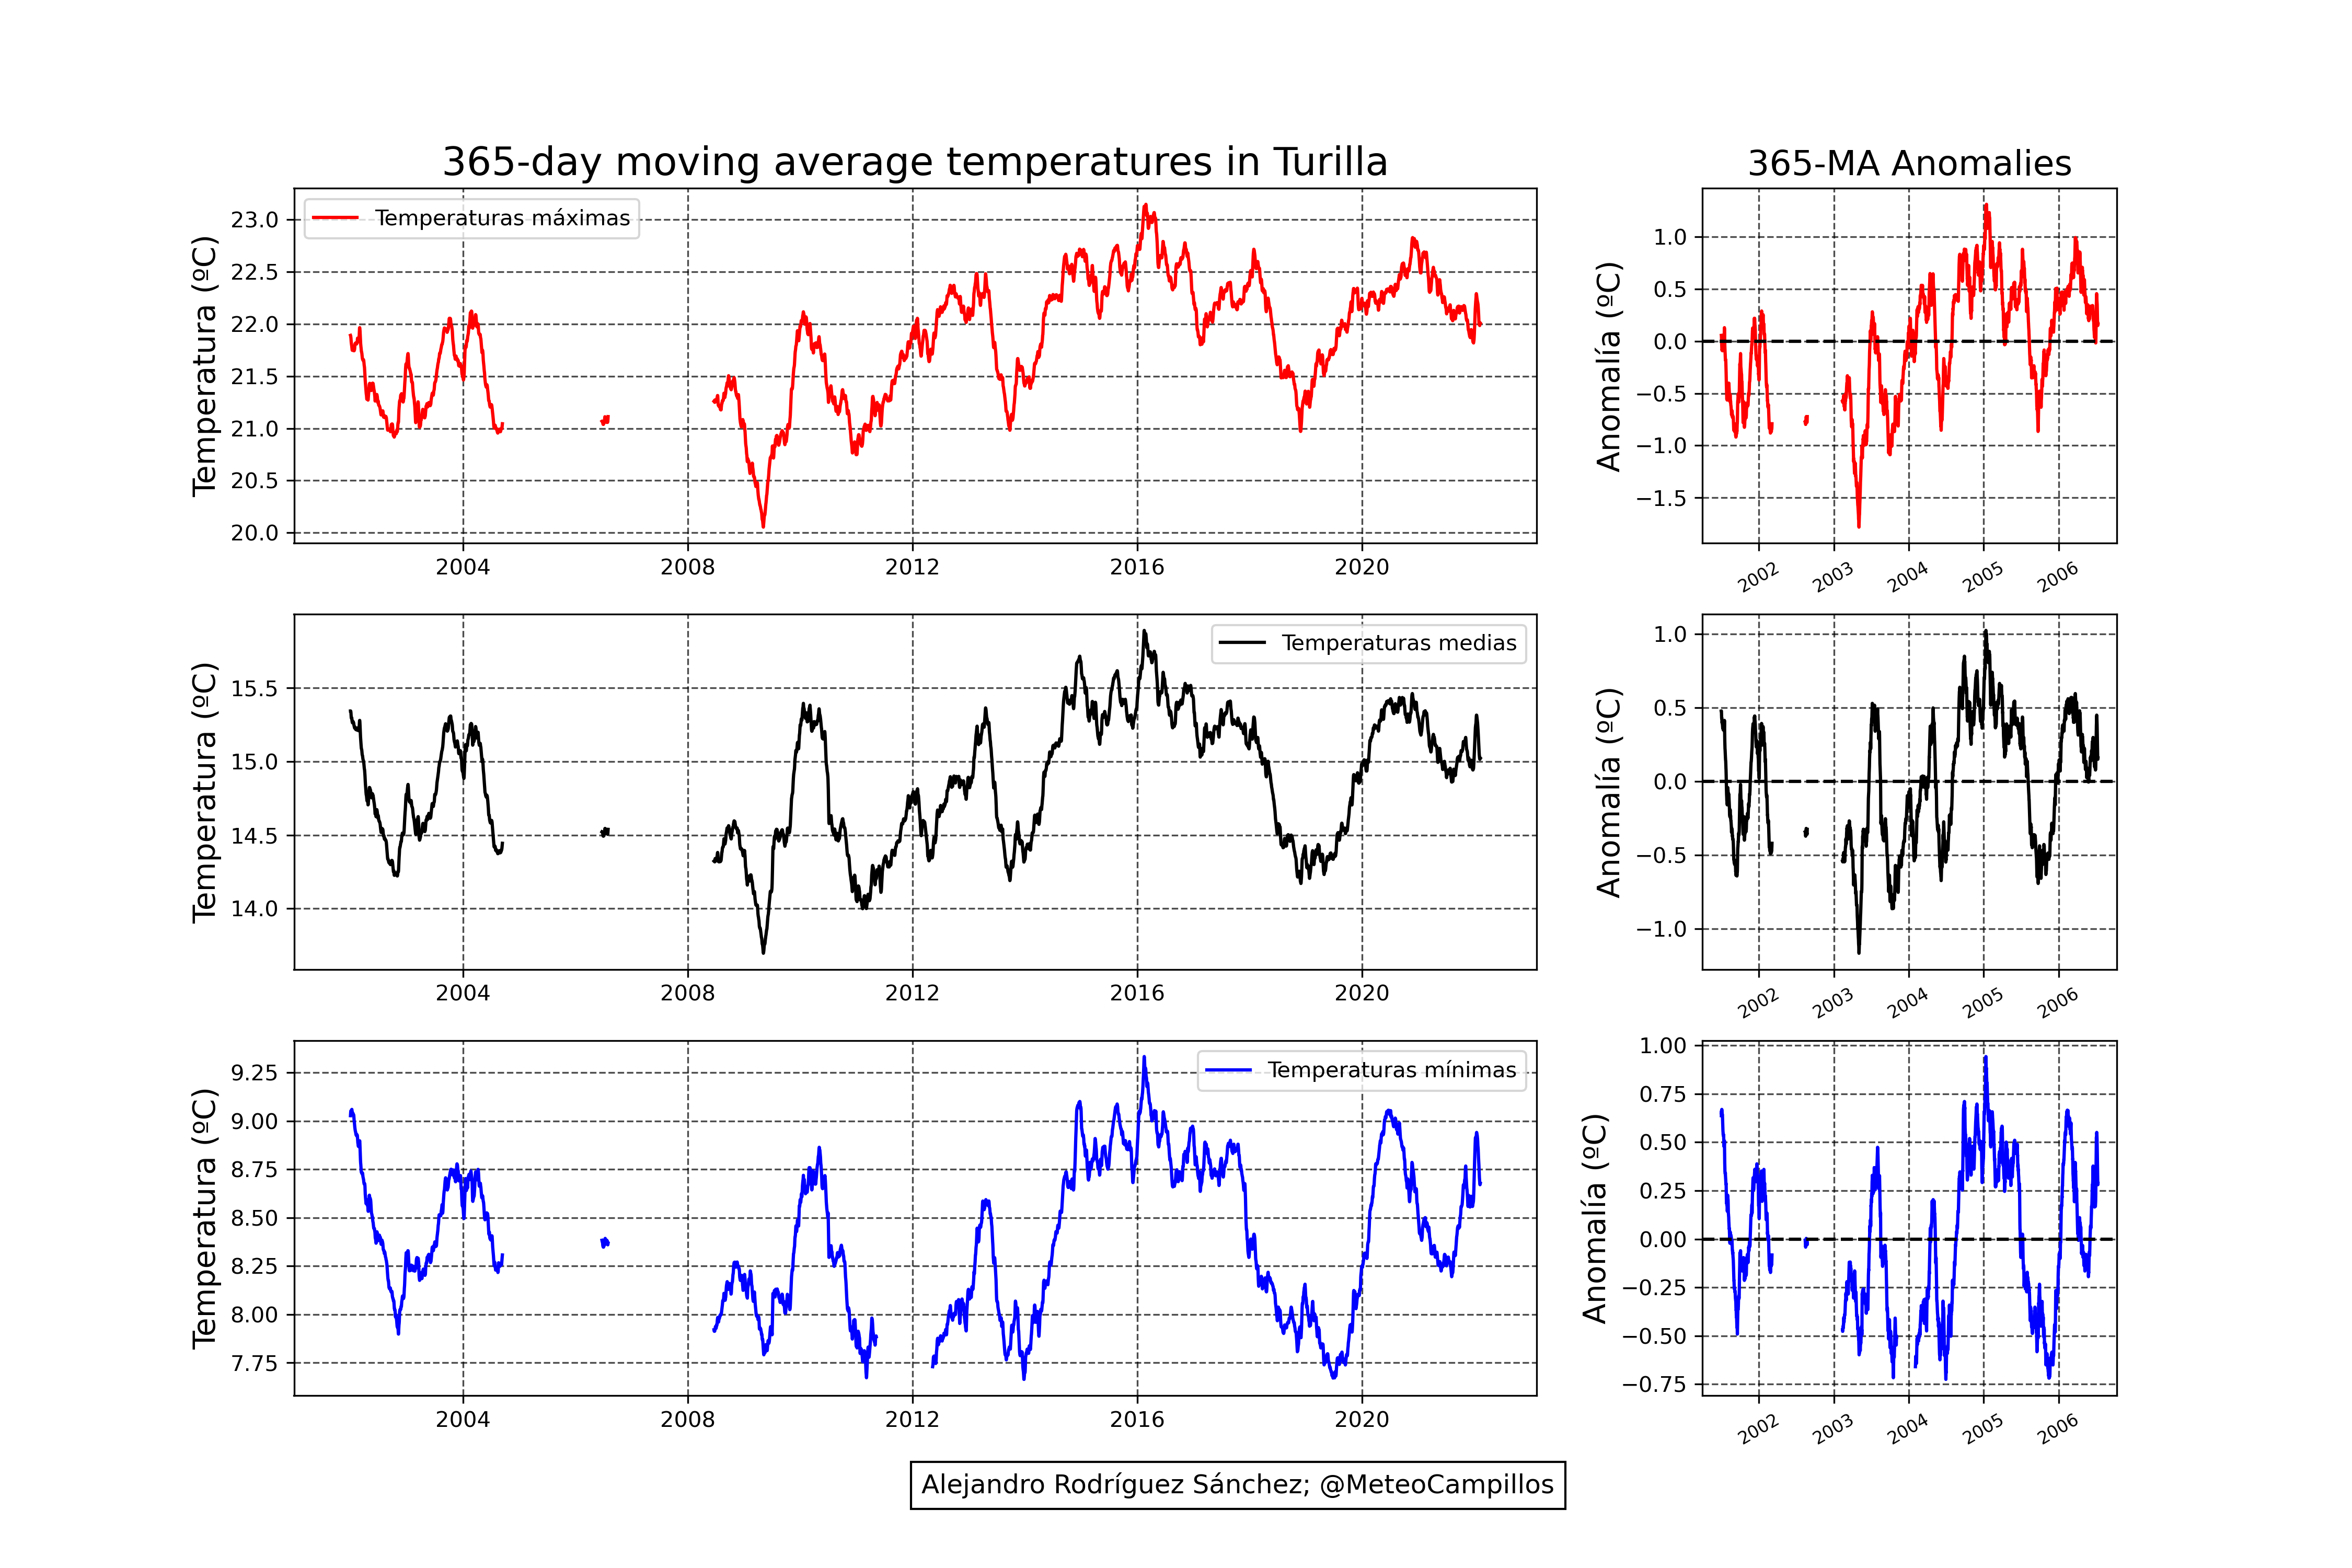 365-day moving average temperatures in Turilla
365-MA Anomalies
Temperatura (ºC)
23.0
22.5
22.0
21.5
21.0
20.5
20.0
Temperaturas máximas
2004 2008 2012 2016 2020
Anomalía (ºC)
1.0
0.5
0.0
−0.5
−1.0
−1.5
2002 2003 2004 2005 2006
Temperatura (ºC)
15.5
15.0
14.5
14.0
Temperaturas medias
2004 2008 2012 2016 2020
Anomalía (ºC)
1.0
0.5
0.0
−0.5
−1.0
2002 2003 2004 2005 2006
Temperatura (ºC)
9.25
9.00
8.75
8.50
8.25
8.00
7.75
Temperaturas mínimas
2004 2008 2012 2016 2020
Anomalía (ºC)
1.00
0.75
0.50
0.25
0.00
−0.25
−0.50
−0.75
2002 2003 2004 2005 2006
Alejandro Rodríguez Sánchez; @MeteoCampillos